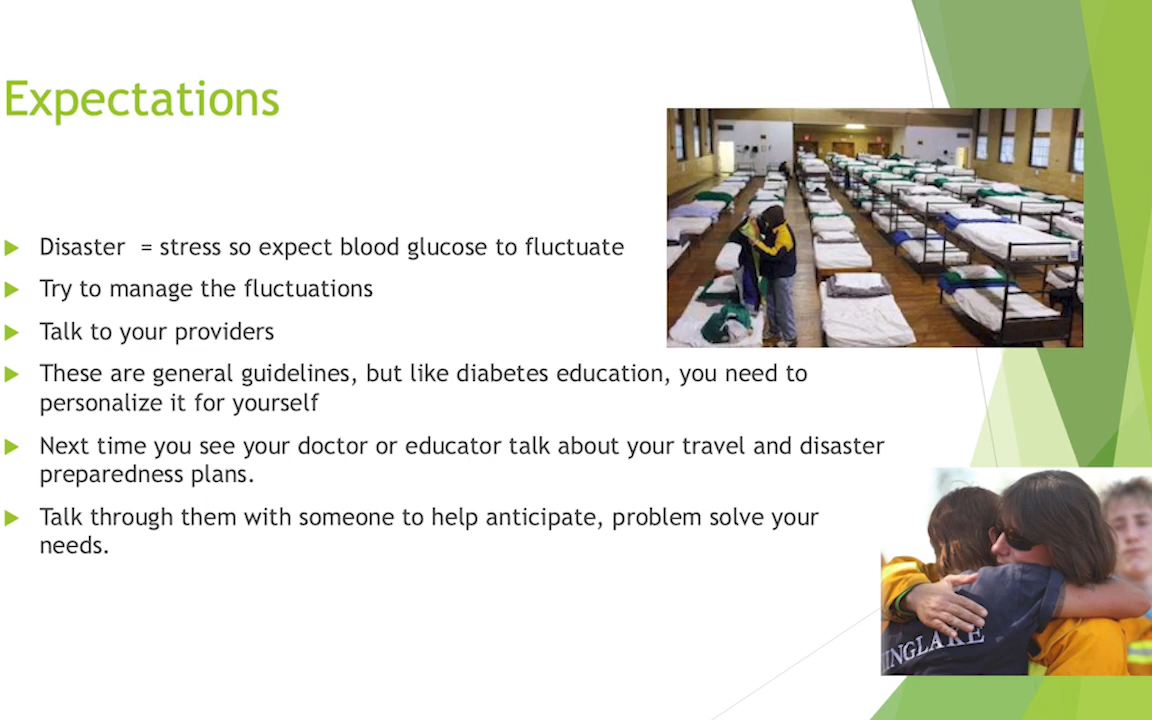 Expectations
Disaster = stress so expect blood glucose to fluctuate
Try to manage the fluctuations
Talk to your providers
These are general guidelines, but like diabetes education, you need to
personalize it for yourself
Next time you see your doctor or educator talk about your travel and disaster
preparedness plans.
Talk through them with someone to help anticipate, problem solve your
needs.
INGLAKE